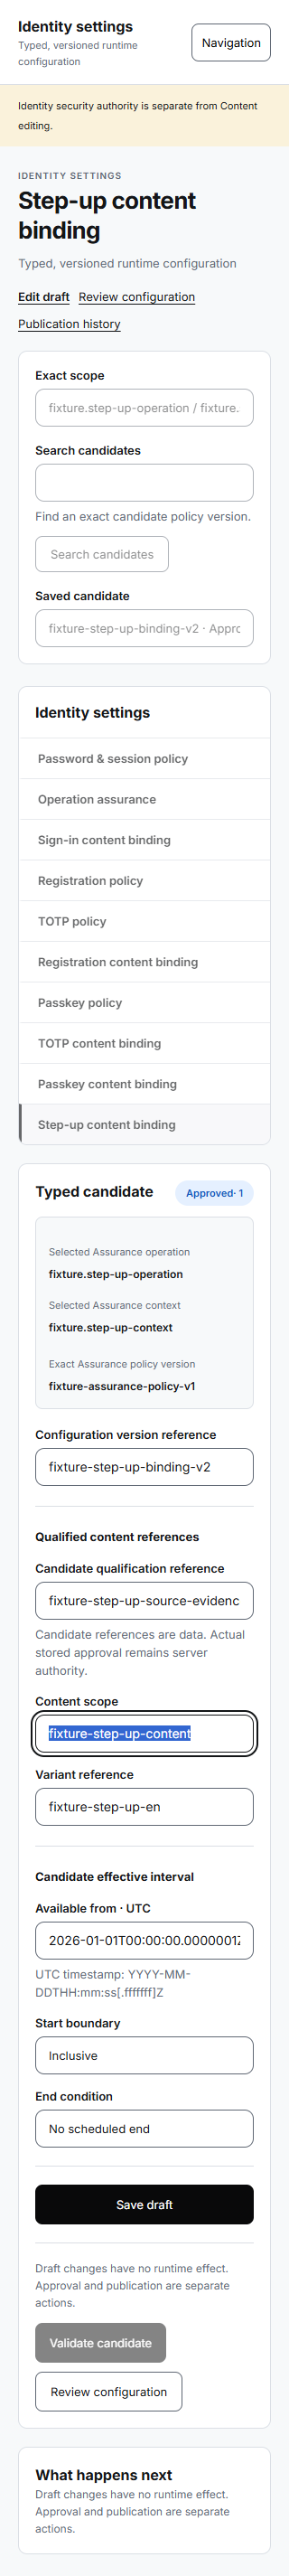 Identity settings
Typed, versioned runtime
configuration
Navigation
Identity security authority is separate from Content
editing.
IDENTITY SETTINGS
Step-up content
binding
Typed, versioned runtime configuration
Edit draft Review configuration
Publication history
Exact scope
fixture.step-up-operation / fixture.
Search candidates
Find an exact candidate policy version.
Search candidates
Saved candidate
fixture-step-up-binding-v2 · Appro
Identity settings
Password & session policy
Operation assurance
Sign-in content binding
Registration policy
TOTP policy
Registration content binding
Passkey policy
TOTP content binding
Passkey content binding
Step-up content binding
Typed candidate
Approved· 1
Selected Assurance operation
fixture.step-up-operation
Selected Assurance context
fixture.step-up-context
Exact Assurance policy version
fixture-assurance-policy-v1
Configuration version reference
fixture-step-up-binding-v2
Qualified content references
Candidate qualification reference
fixture-step-up-source-evidenc
Candidate references are data. Actual
stored approval remains server
authority.
Content scope
fixture-step-up-content
Variant reference
fixture-step-up-en
Candidate effective interval
Available from · UTC
2026-01-01T00:00:00.0000001Z
UTC timestamp: YYYY-MM-
DDTHH:mm:ss[.fffffff]Z
Start boundary
Inclusive
End condition
No scheduled end
Save draft
Draft changes have no runtime effect.
Approval and publication are separate
actions.
Validate candidate
Review configuration
What happens next
Draft changes have no runtime effect.
Approval and publication are separate
actions.